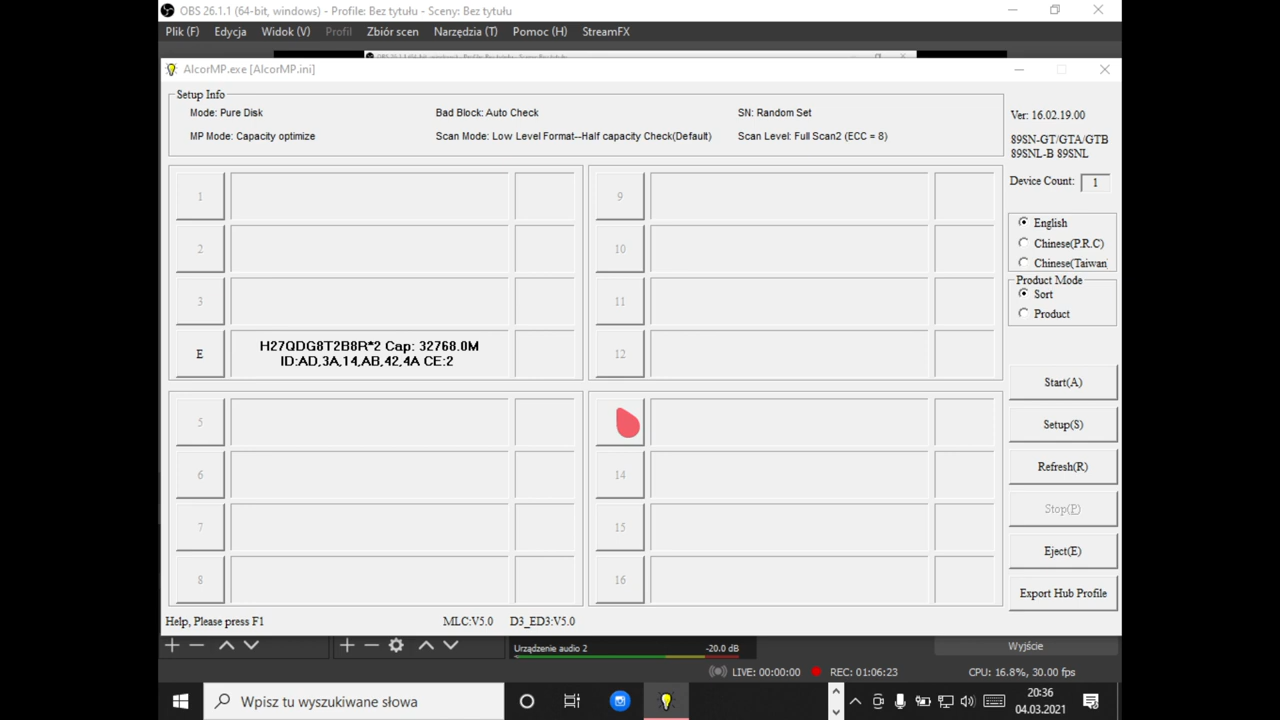 OBS 26.1.1 (64-bit, windows) - Profile: Bez tytułu - Sceny: Bez tytułu
Plik (F) Edycja Widok (V) Profil Zbiór scen Narzędzia (T) Pomoc (H) StreamFX
AlcorMP.exe [AlcorMP.ini]
Setup Info
Mode: Pure Disk Bad Block: Auto Check SN: Random Set
MP Mode: Capacity optimize Scan Mode: Low Level Format--Half capacity Check(Default) Scan Level: Full Scan2 (ECC = 8)
Ver: 16.02.19.00
89SN-GT/GTA/GTB
89SNL-B 89SNL
Device Count: 1
English
Chinese(P.R.C)
Chinese(Taiwan)
Product Mode
Sort
Product
1
2
3
E H27QDG8T2B8R*2 Cap: 32768.0M
ID:AD,3A,14,AB,42,4A CE:2
5
6
7
8
9
10
11
12
14
15
16
Start(A)
Setup(S)
Refresh(R)
Stop(P)
Eject(E)
Export Hub Profile
Help, Please press F1 MLC:V5.0 D3_ED3:V5.0
Urządzenie audio 2 -20.0 dB
Wyjście
LIVE: 00:00:00 REC: 01:06:23 CPU: 16.8%, 30.00 fps
Wpisz tu wyszukiwane słowa
20:36
04.03.2021